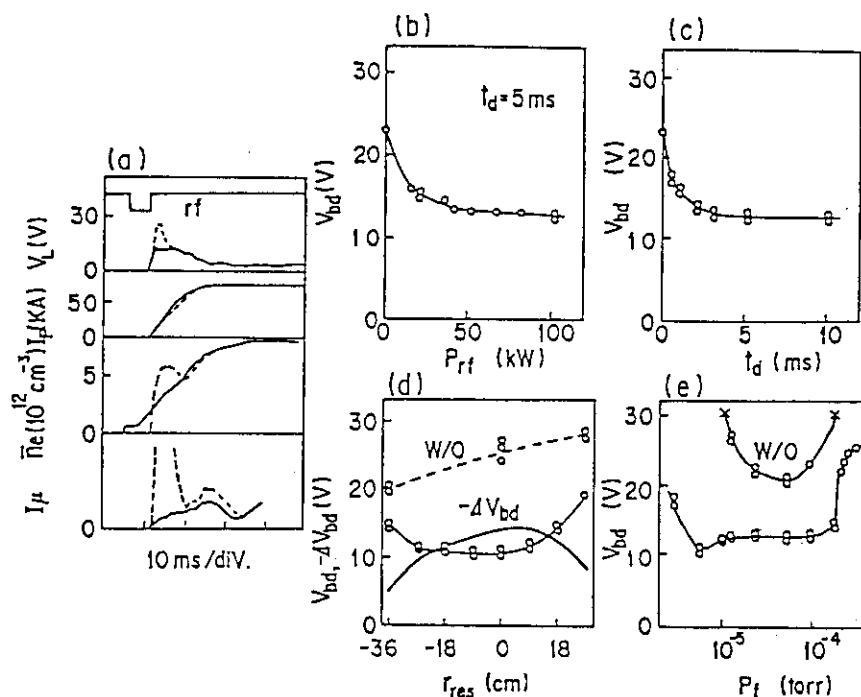 (a)
rf
30
0
V_L(V)
50
0
I_P(KA)
5
0
n̄e(10^12 cm^-3)
0
Iμ
10 ms/diV.
(b)
t_d=5ms
V_bd (V)
30
20
10
0
0
50
100
P_rf (kW)
(c)
V_bd (V)
30
20
10
0
0
5
10
t_d (ms)
(d)
W/O
-ΔV_bd
V_bd,-ΔV_bd (V)
30
20
10
0
-36
-18
0
18
r_res (cm)
(e)
W/O
V_bd (V)
30
20
10
0
10^-5
10^-4
P_f (torr)